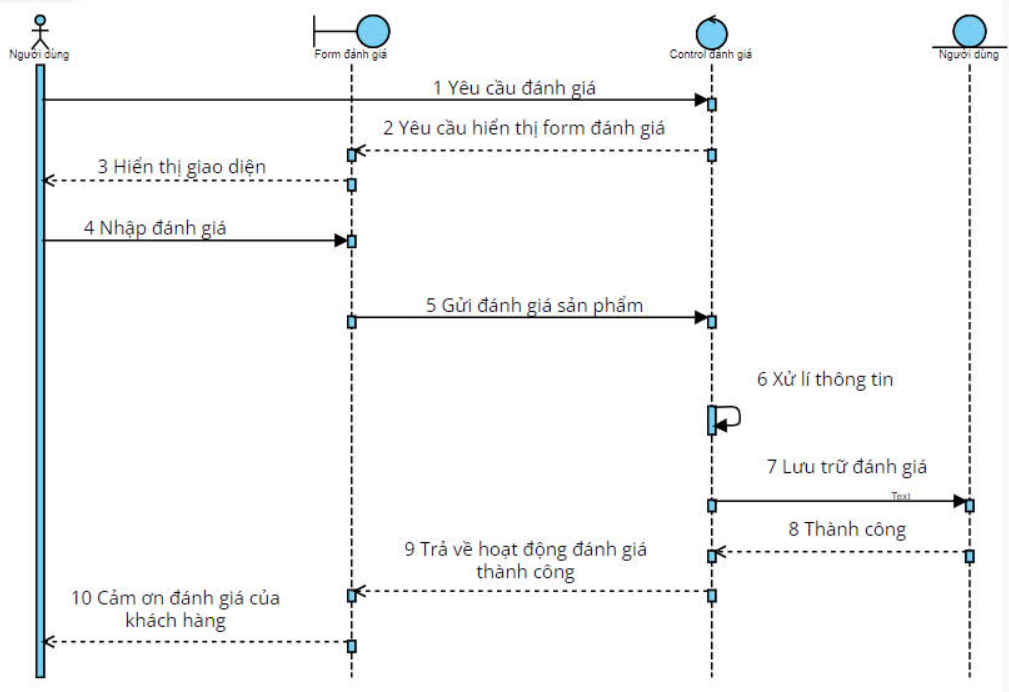 Người dùng
Form đánh giá
Control đánh giá
Người dùng
1 Yêu cầu đánh giá
2 Yêu cầu hiển thị form đánh giá
3 Hiển thị giao diện
4 Nhập đánh giá
5 Gửi đánh giá sản phẩm
6 Xử lí thông tin
7 Lưu trữ đánh giá
Text
8 Thành công
9 Trả về hoạt động đánh giá
thành công
10 Cảm ơn đánh giá của
khách hàng